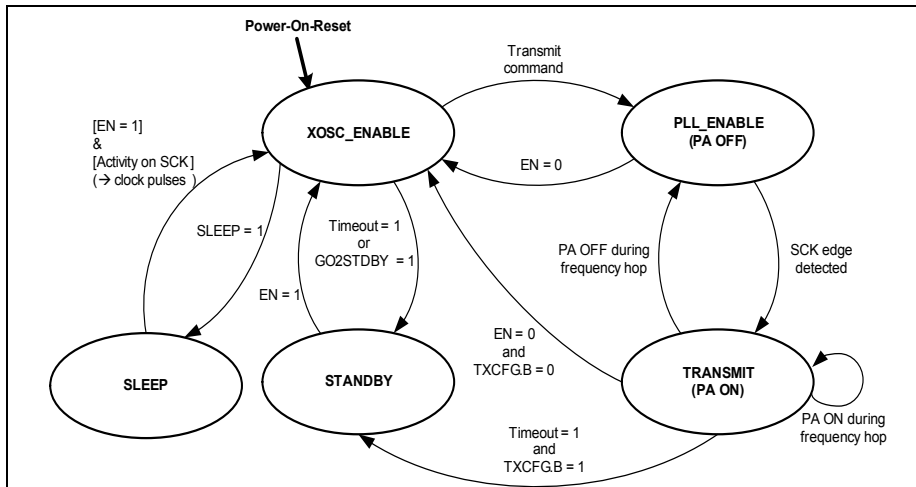 Power-On-Reset
Transmit
command
XOSC_ENABLE
PLL_ENABLE
(PA OFF)
[EN = 1]
&
[Activity on SCK]
(→ clock pulses )
EN = 0
SLEEP = 1
Timeout = 1
or
GO2STDBY = 1
EN = 1
PA OFF during
frequency hop
SCK edge
detected
EN = 0
and
TXCFG.B = 0
SLEEP
STANDBY
TRANSMIT
(PA ON)
PA ON during
frequency hop
Timeout = 1
and
TXCFG.B = 1